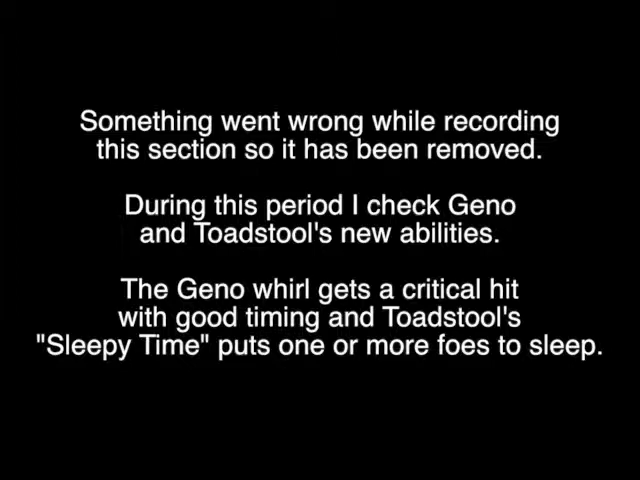 Something went wrong while recording
this section so it has been removed.
During this period I check Geno
and Toadstool's new abilities.
The Geno whirl gets a critical hit
with good timing and Toadstool's
"Sleepy Time" puts one or more foes to sleep.